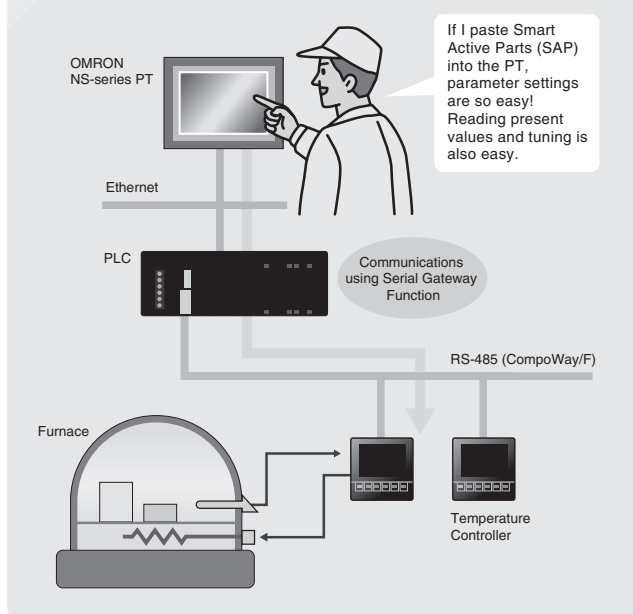 OMRON
NS-series PT
If I paste Smart
Active Parts (SAP)
into the PT,
parameter settings
are so easy!
Reading present
values and tuning is
also easy.
Ethernet
PLC
Communications
using Serial Gateway
Function
RS-485 (CompoWay/F)
Furnace
Temperature
Controller